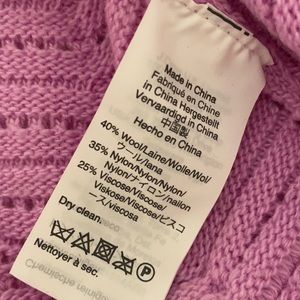 Made in China
Fabriqué en Chine
In China Hergestellt
Vervaardigd in China
中国製
Hecho en China
40% Wool/Laine/Wolle/Wol/
ウール/lana
35% Nylon/Nylon/Nylon/
Nylon/ナイロン/nailon
25% Viscose/Viscose/
Viskose/Viscose/ビスコ
ース/viscosa
Dry clean.
P
Nettoyer à sec.